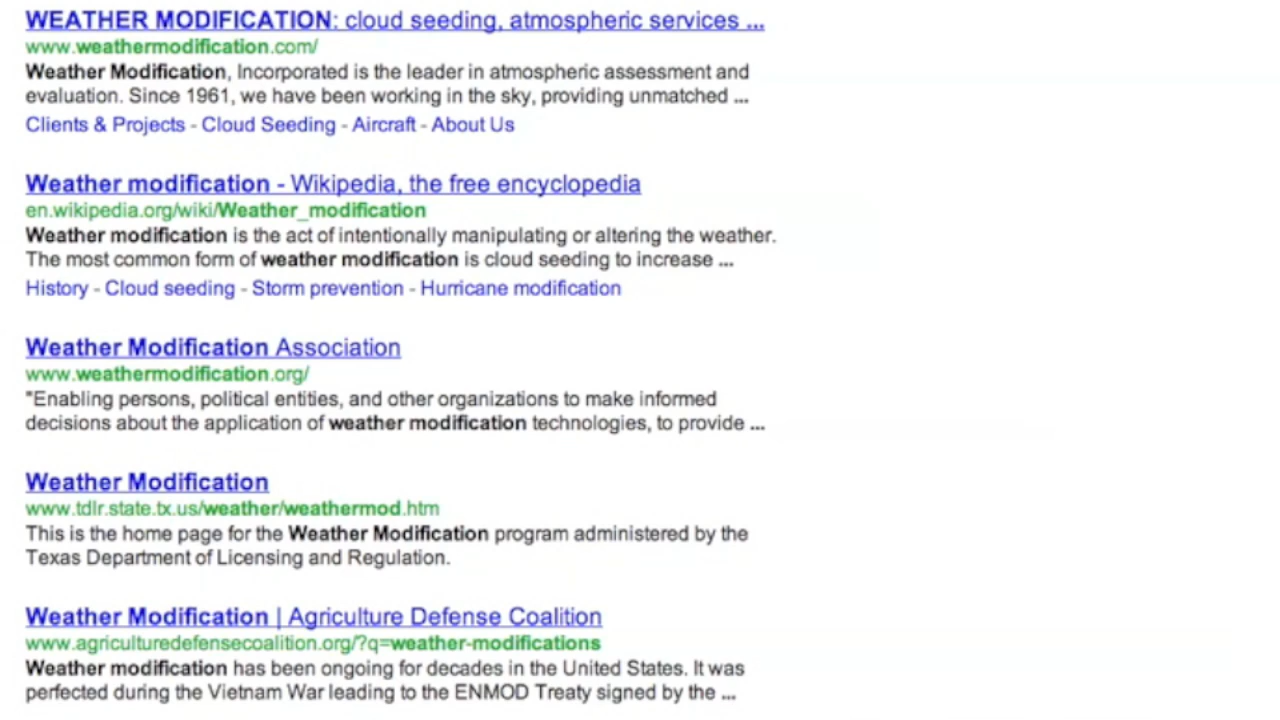 WEATHER MODIFICATION: cloud seeding, atmospheric services ...
www.weathermodification.com/
Weather Modification, Incorporated is the leader in atmospheric assessment and
evaluation. Since 1961, we have been working in the sky, providing unmatched ...
Clients & Projects - Cloud Seeding - Aircraft - About Us
Weather modification - Wikipedia, the free encyclopedia
en.wikipedia.org/wiki/Weather_modification
Weather modification is the act of intentionally manipulating or altering the weather.
The most common form of weather modification is cloud seeding to increase ...
History - Cloud seeding - Storm prevention - Hurricane modification
Weather Modification Association
www.weathermodification.org/
"Enabling persons, political entities, and other organizations to make informed
decisions about the application of weather modification technologies, to provide ...
Weather Modification
www.tdlr.state.tx.us/weather/weathermod.htm
This is the home page for the Weather Modification program administered by the
Texas Department of Licensing and Regulation.
Weather Modification | Agriculture Defense Coalition
www.agriculturedefensecoalition.org/?q=weather-modifications
Weather modification has been ongoing for decades in the United States. It was
perfected during the Vietnam War leading to the ENMOD Treaty signed by the ...